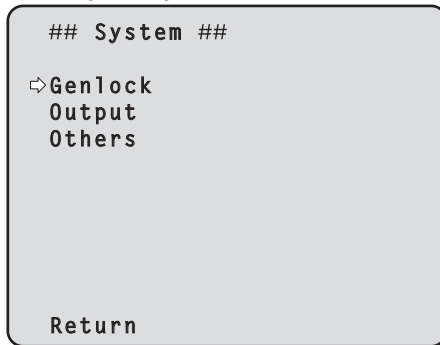 ## System ##
⇨Genlock
Output
Others
Return